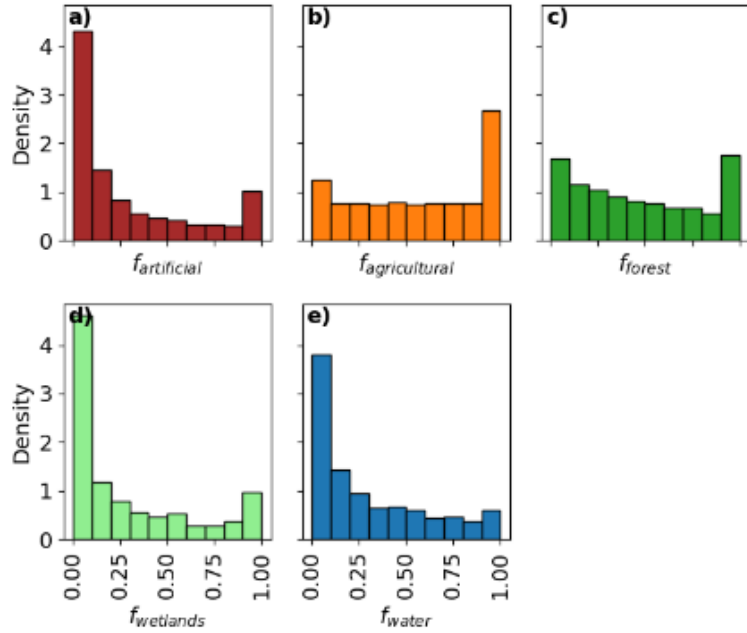 a)
b)
c)
4
3
2
1
0
Density
f_artificial
f_agricultural
f_forest
d)
e)
4
3
2
1
0
Density
0.00
0.25
0.50
0.75
1.00
0.00
0.25
0.50
0.75
1.00
f_wetlands
f_water